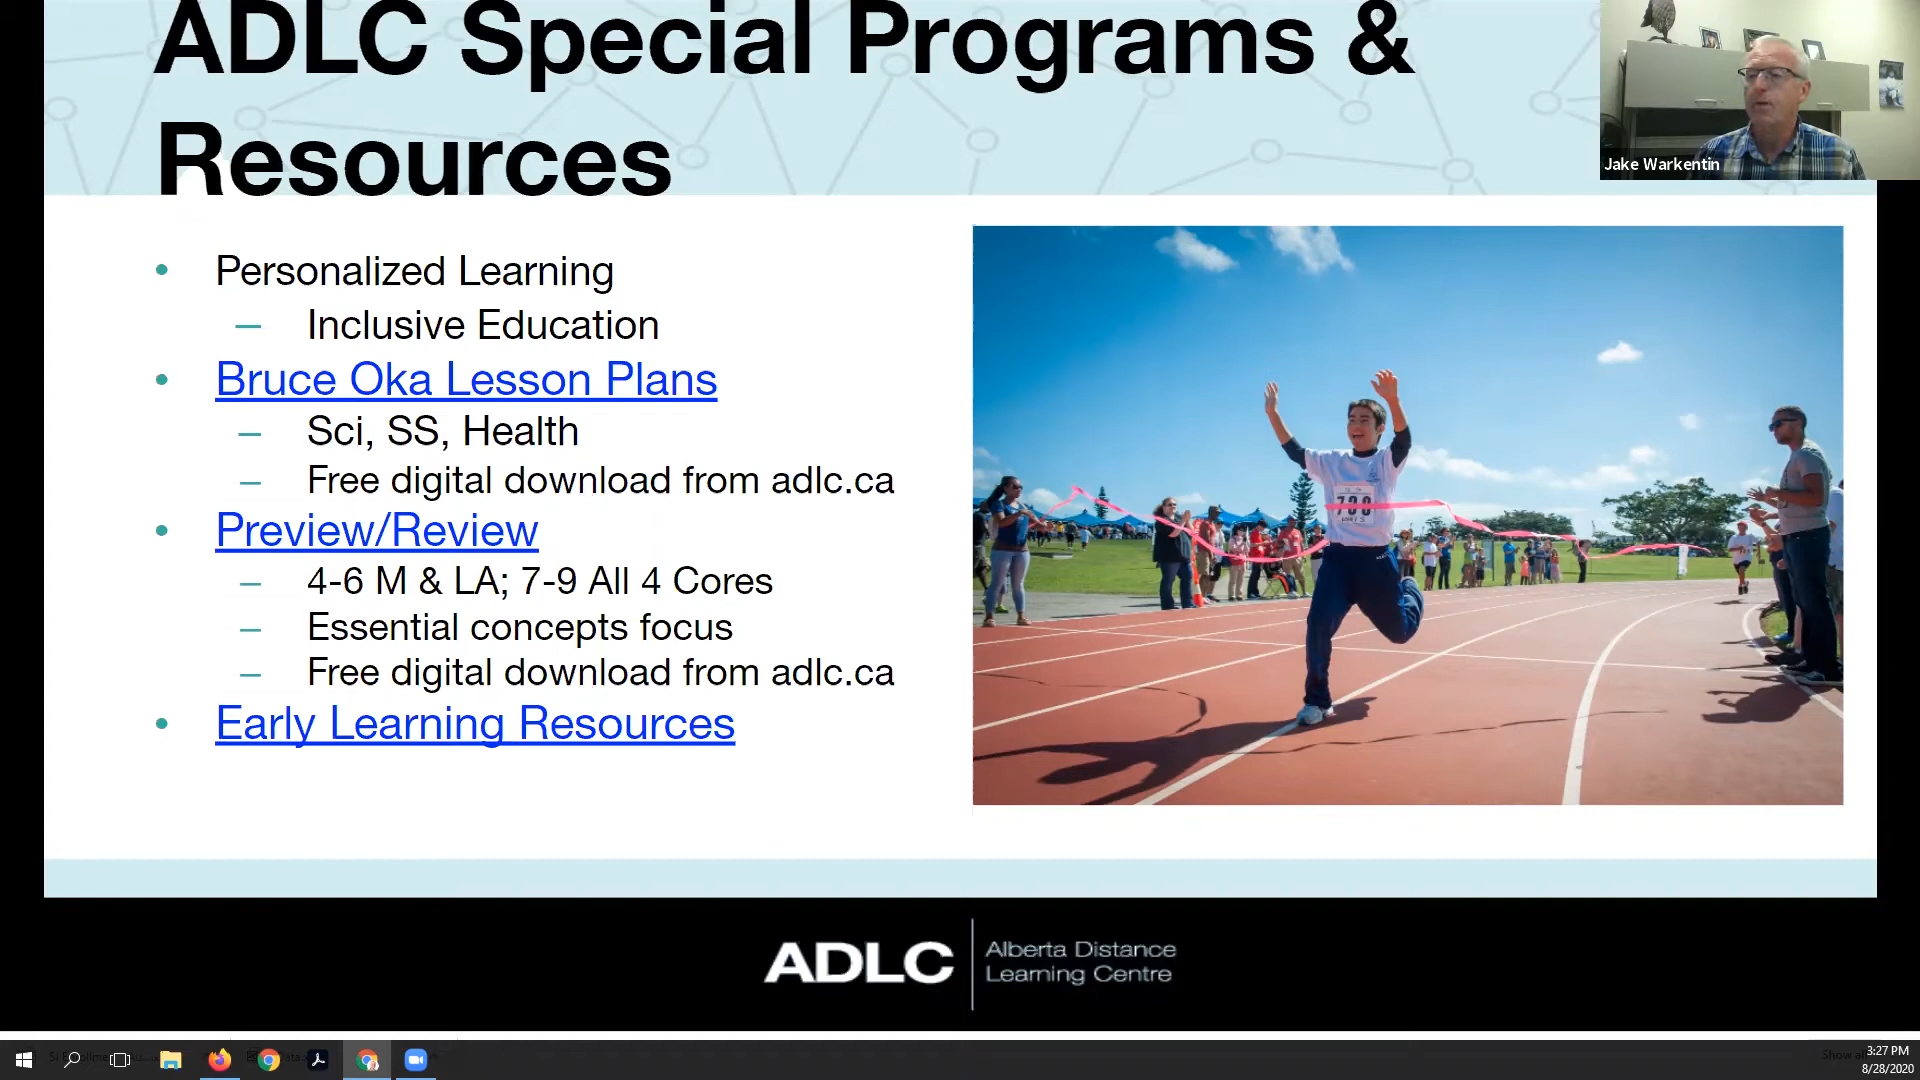 ADLC Special Programs &
Resources
Jake Warkentin
• Personalized Learning
– Inclusive Education
• Bruce Oka Lesson Plans
– Sci, SS, Health
– Free digital download from adlc.ca
• Preview/Review
– 4-6 M & LA; 7-9 All 4 Cores
– Essential concepts focus
– Free digital download from adlc.ca
• Early Learning Resources
ADLC
Alberta Distance
Learning Centre
3:27 PM
8/28/2020